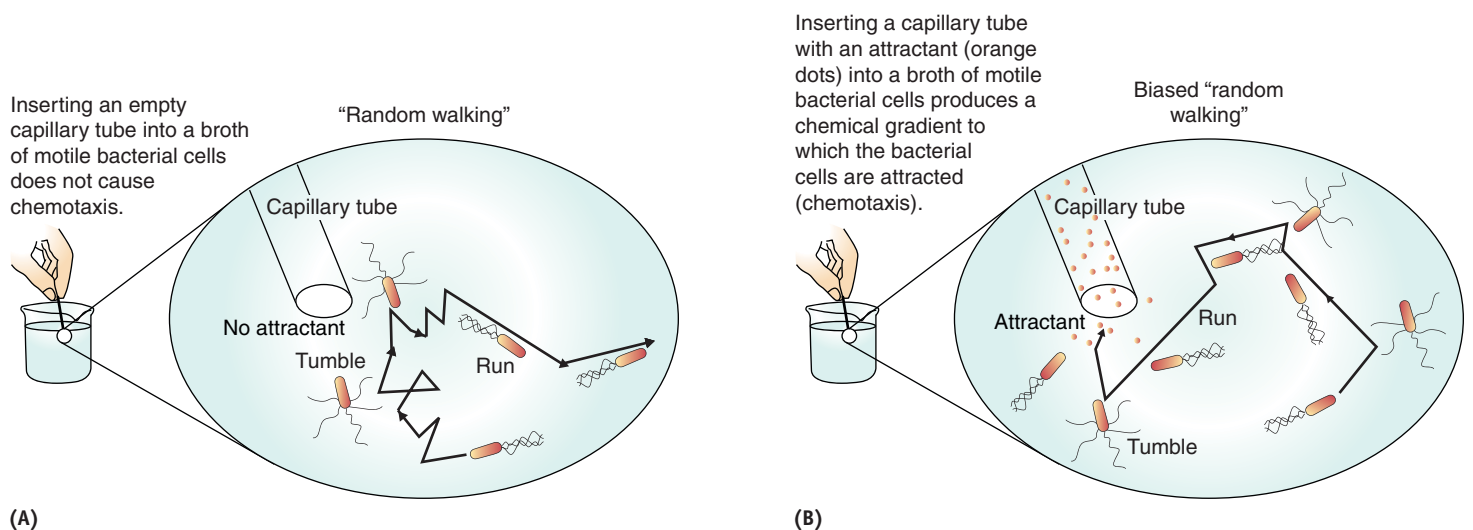 Inserting an empty
capillary tube into a broth
of motile bacterial cells
does not cause
chemotaxis.
“Random walking”
Capillary tube
No attractant
Tumble
Run
(A)
Inserting a capillary tube
with an attractant (orange
dots) into a broth of motile
bacterial cells produces a
chemical gradient to
which the bacterial
cells are attracted
(chemotaxis).
Biased “random
walking”
Capillary tube
Attractant
Run
Tumble
(B)